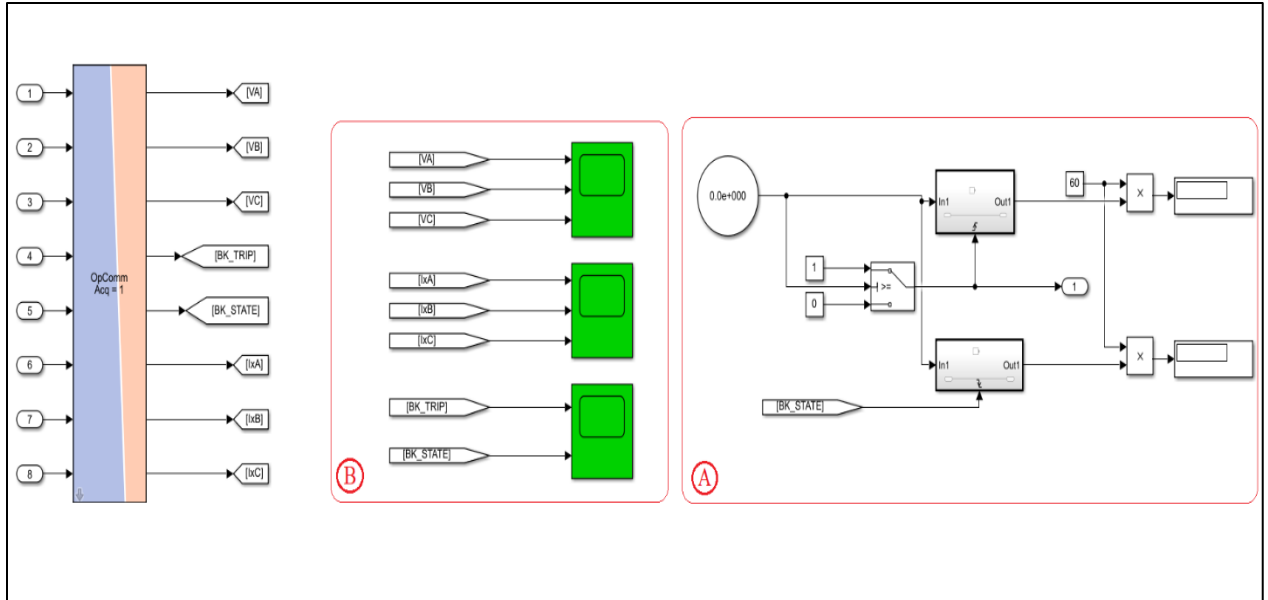 1
2
3
4
5
6
7
8
OpComm
Acq = 1
[VA]
[VB]
[VC]
[BK_TRIP]
[BK_STATE]
[IxA]
[IxB]
[IxC]
[VA]
[VB]
[VC]
[IxA]
[IxB]
[IxC]
[BK_TRIP]
[BK_STATE]
B
0.0e+000
1
0
>=
In1
Out1
60
X
1
In1
Out1
X
[BK_STATE]
A